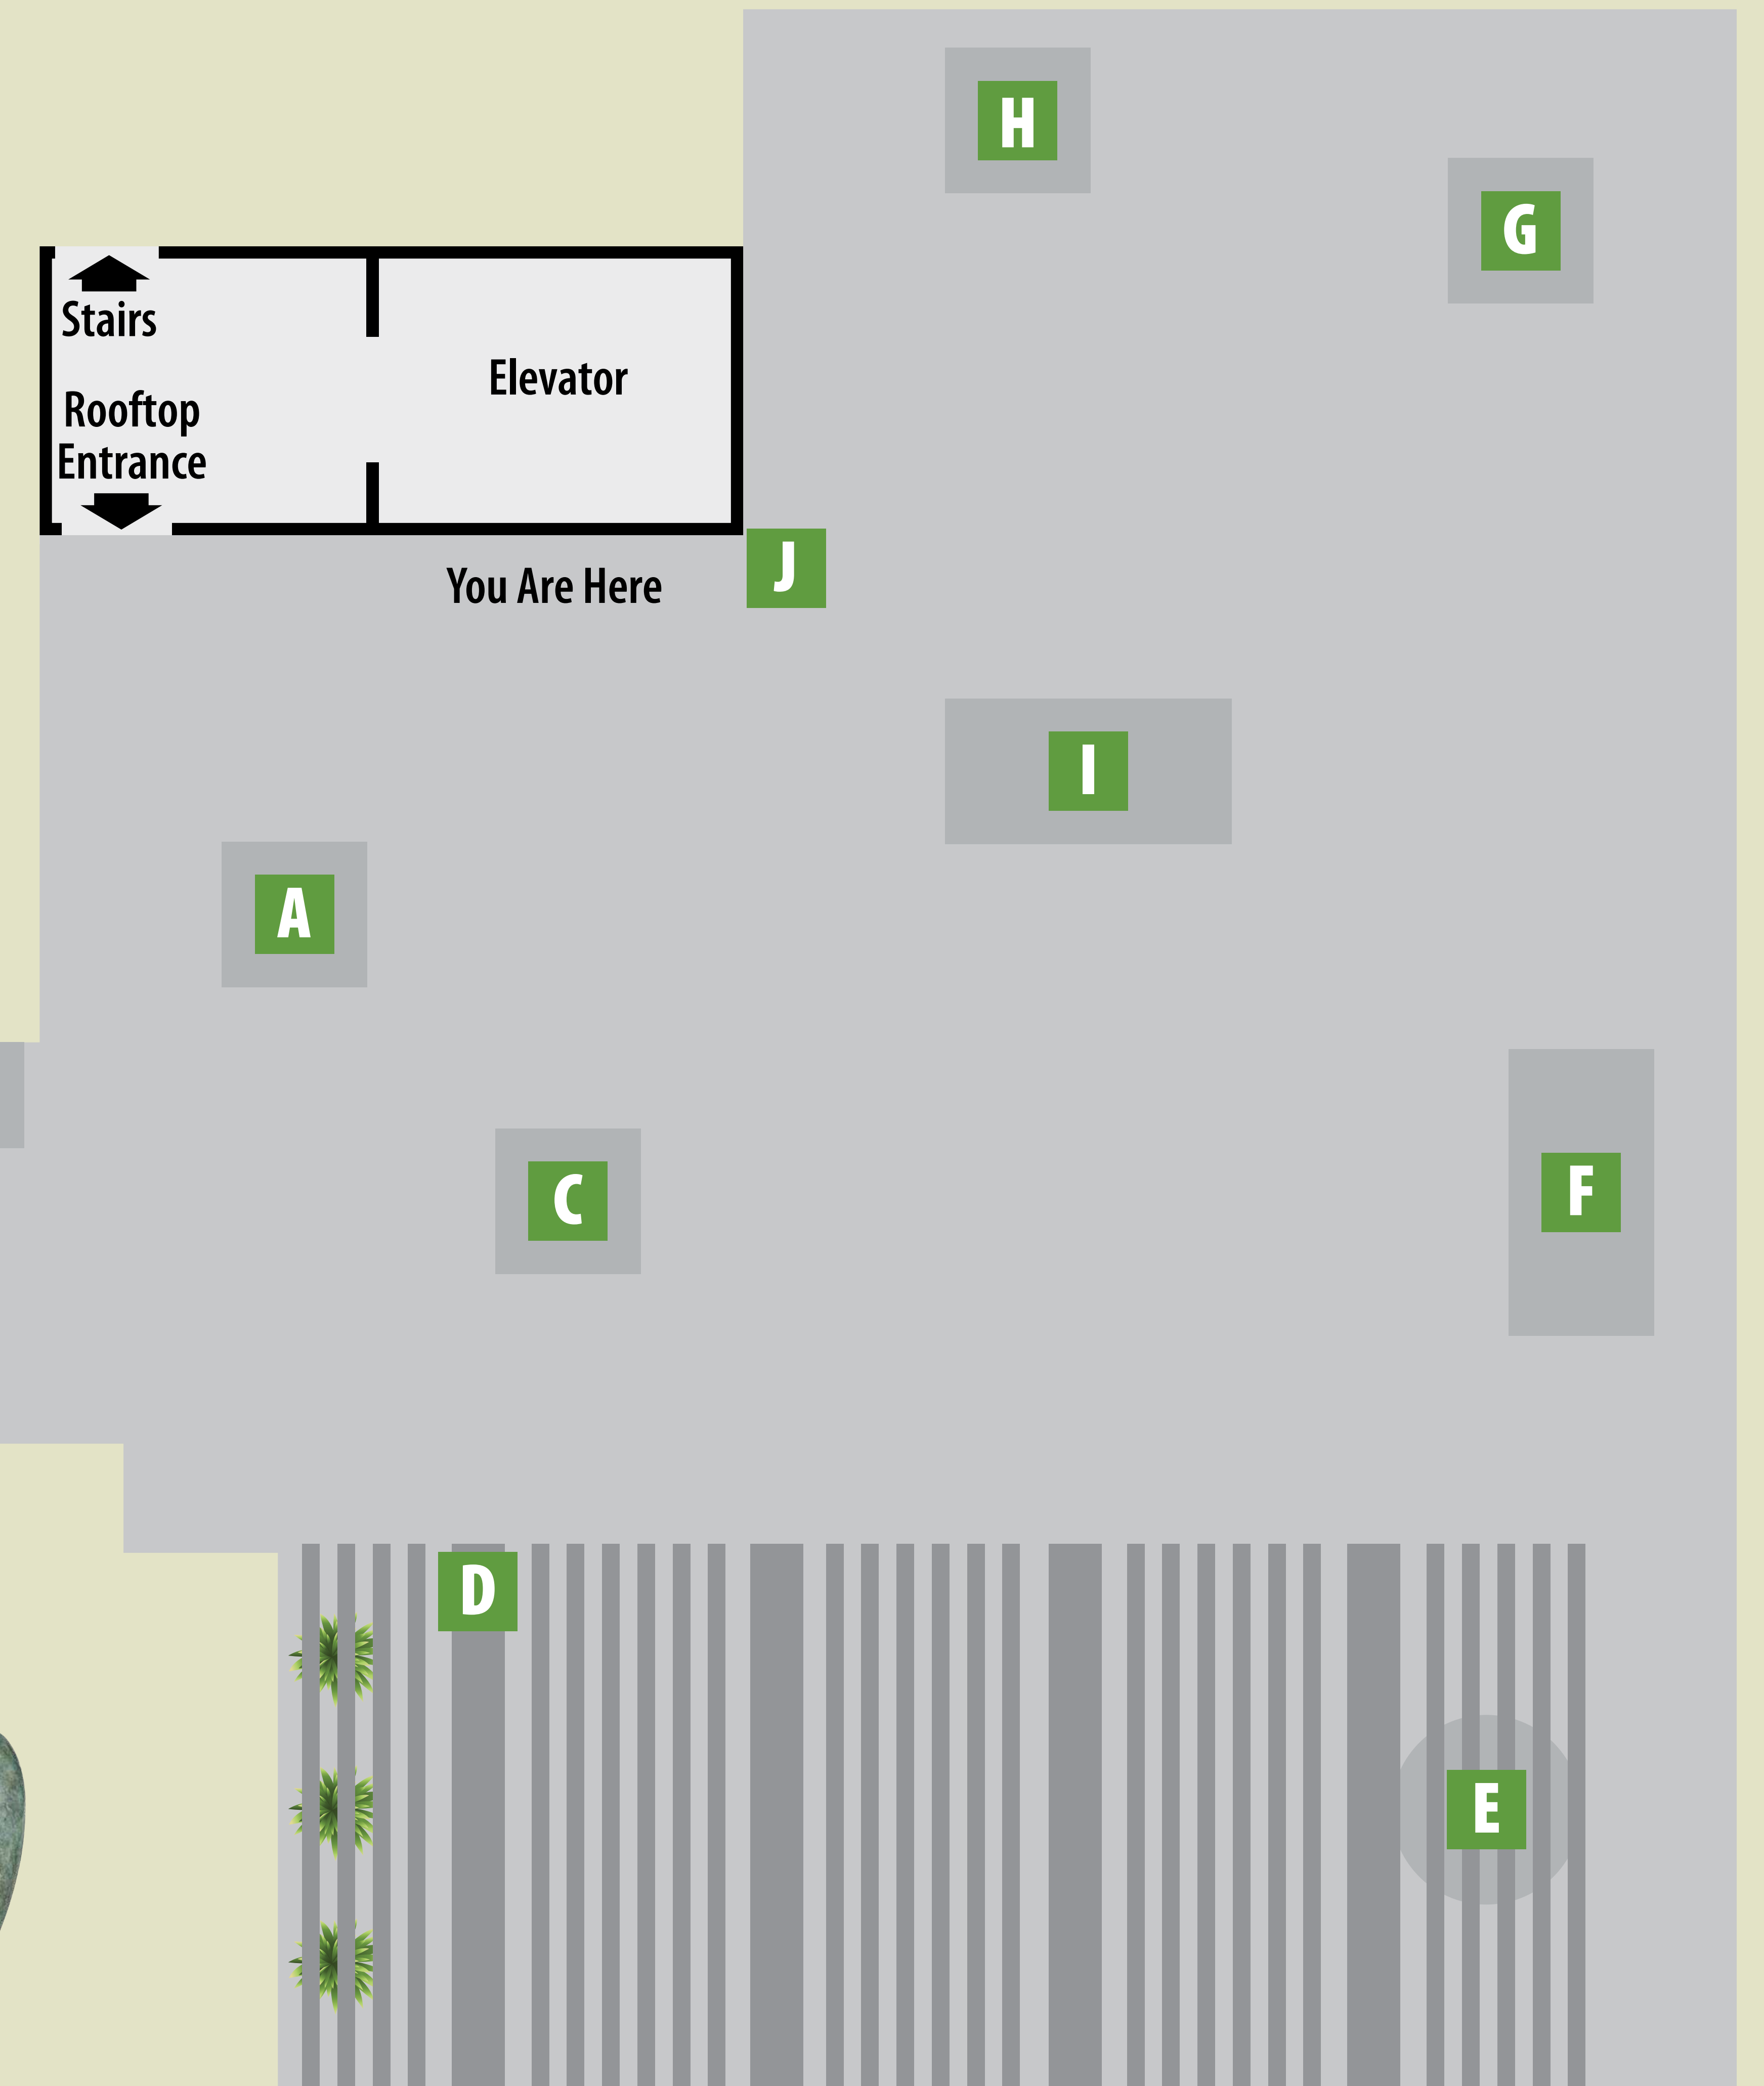 H
G
Stairs
Elevator
Rooftop
Entrance
J
You Are Here
I
A
F
C
D
E